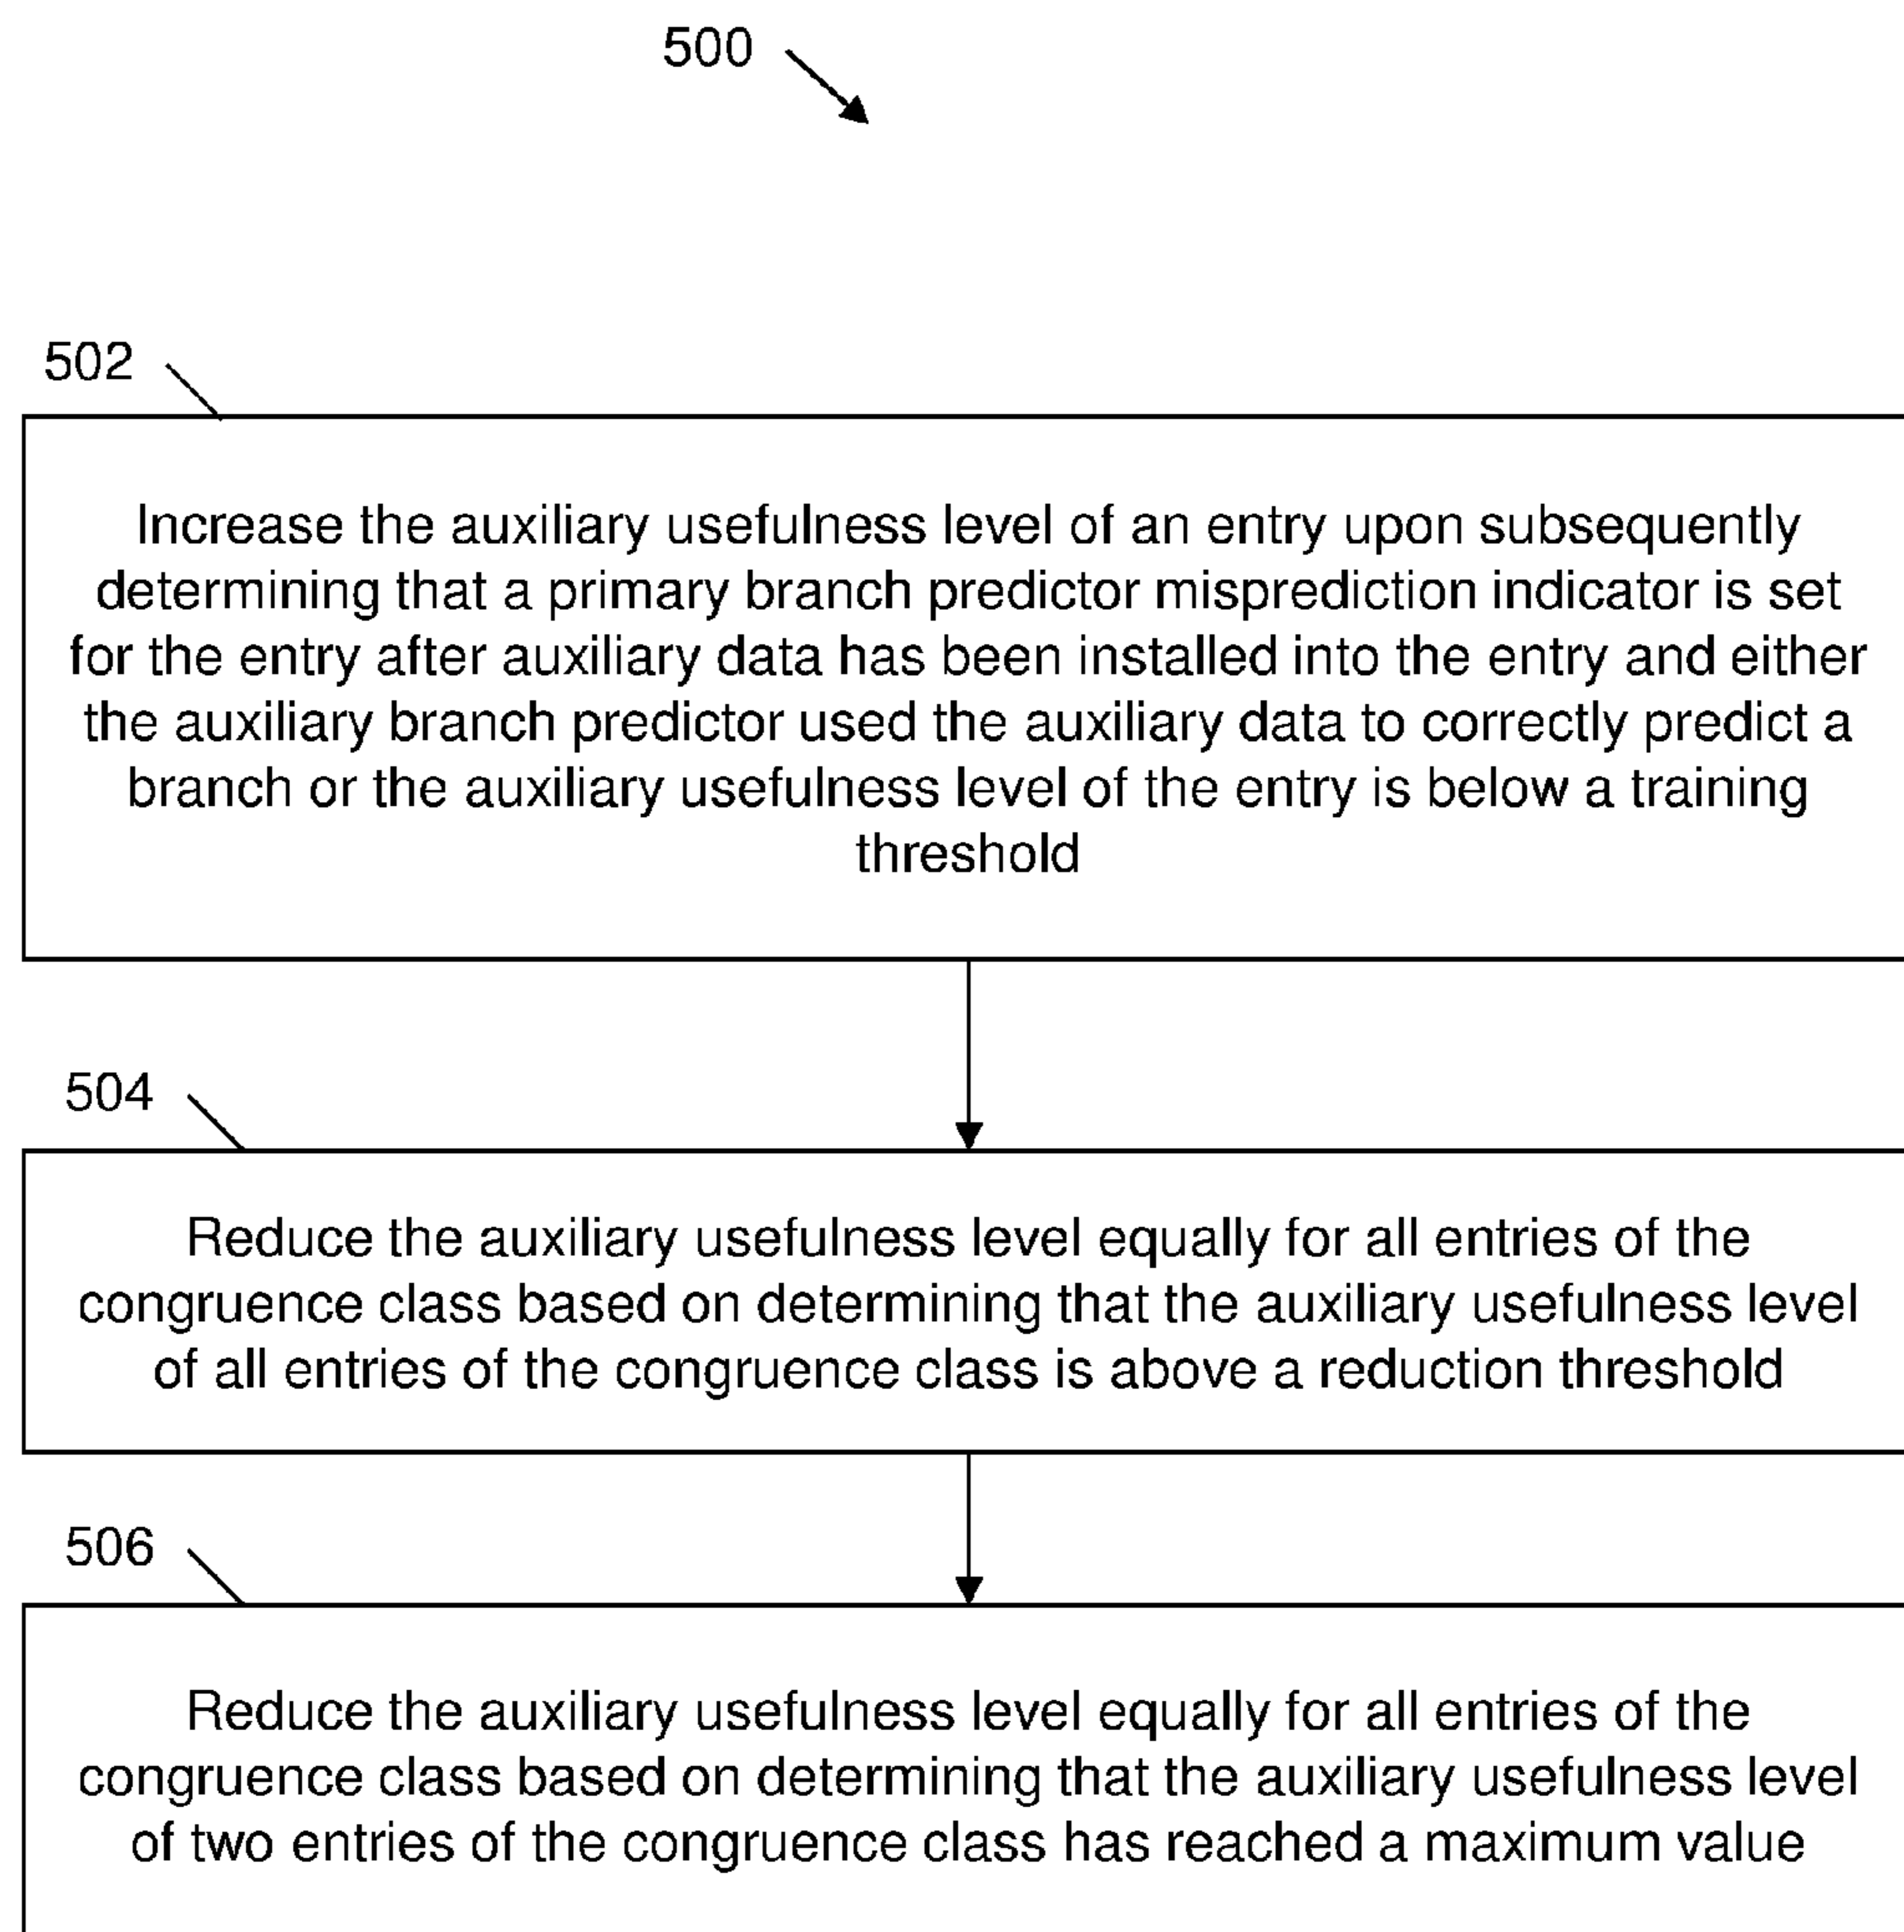 500
502
Increase the auxiliary usefulness level of an entry upon subsequently
determining that a primary branch predictor misprediction indicator is set
for the entry after auxiliary data has been installed into the entry and either
the auxiliary branch predictor used the auxiliary data to correctly predict a
branch or the auxiliary usefulness level of the entry is below a training
threshold
504
Reduce the auxiliary usefulness level equally for all entries of the
congruence class based on determining that the auxiliary usefulness level
of all entries of the congruence class is above a reduction threshold
506
Reduce the auxiliary usefulness level equally for all entries of the
congruence class based on determining that the auxiliary usefulness level
of two entries of the congruence class has reached a maximum value